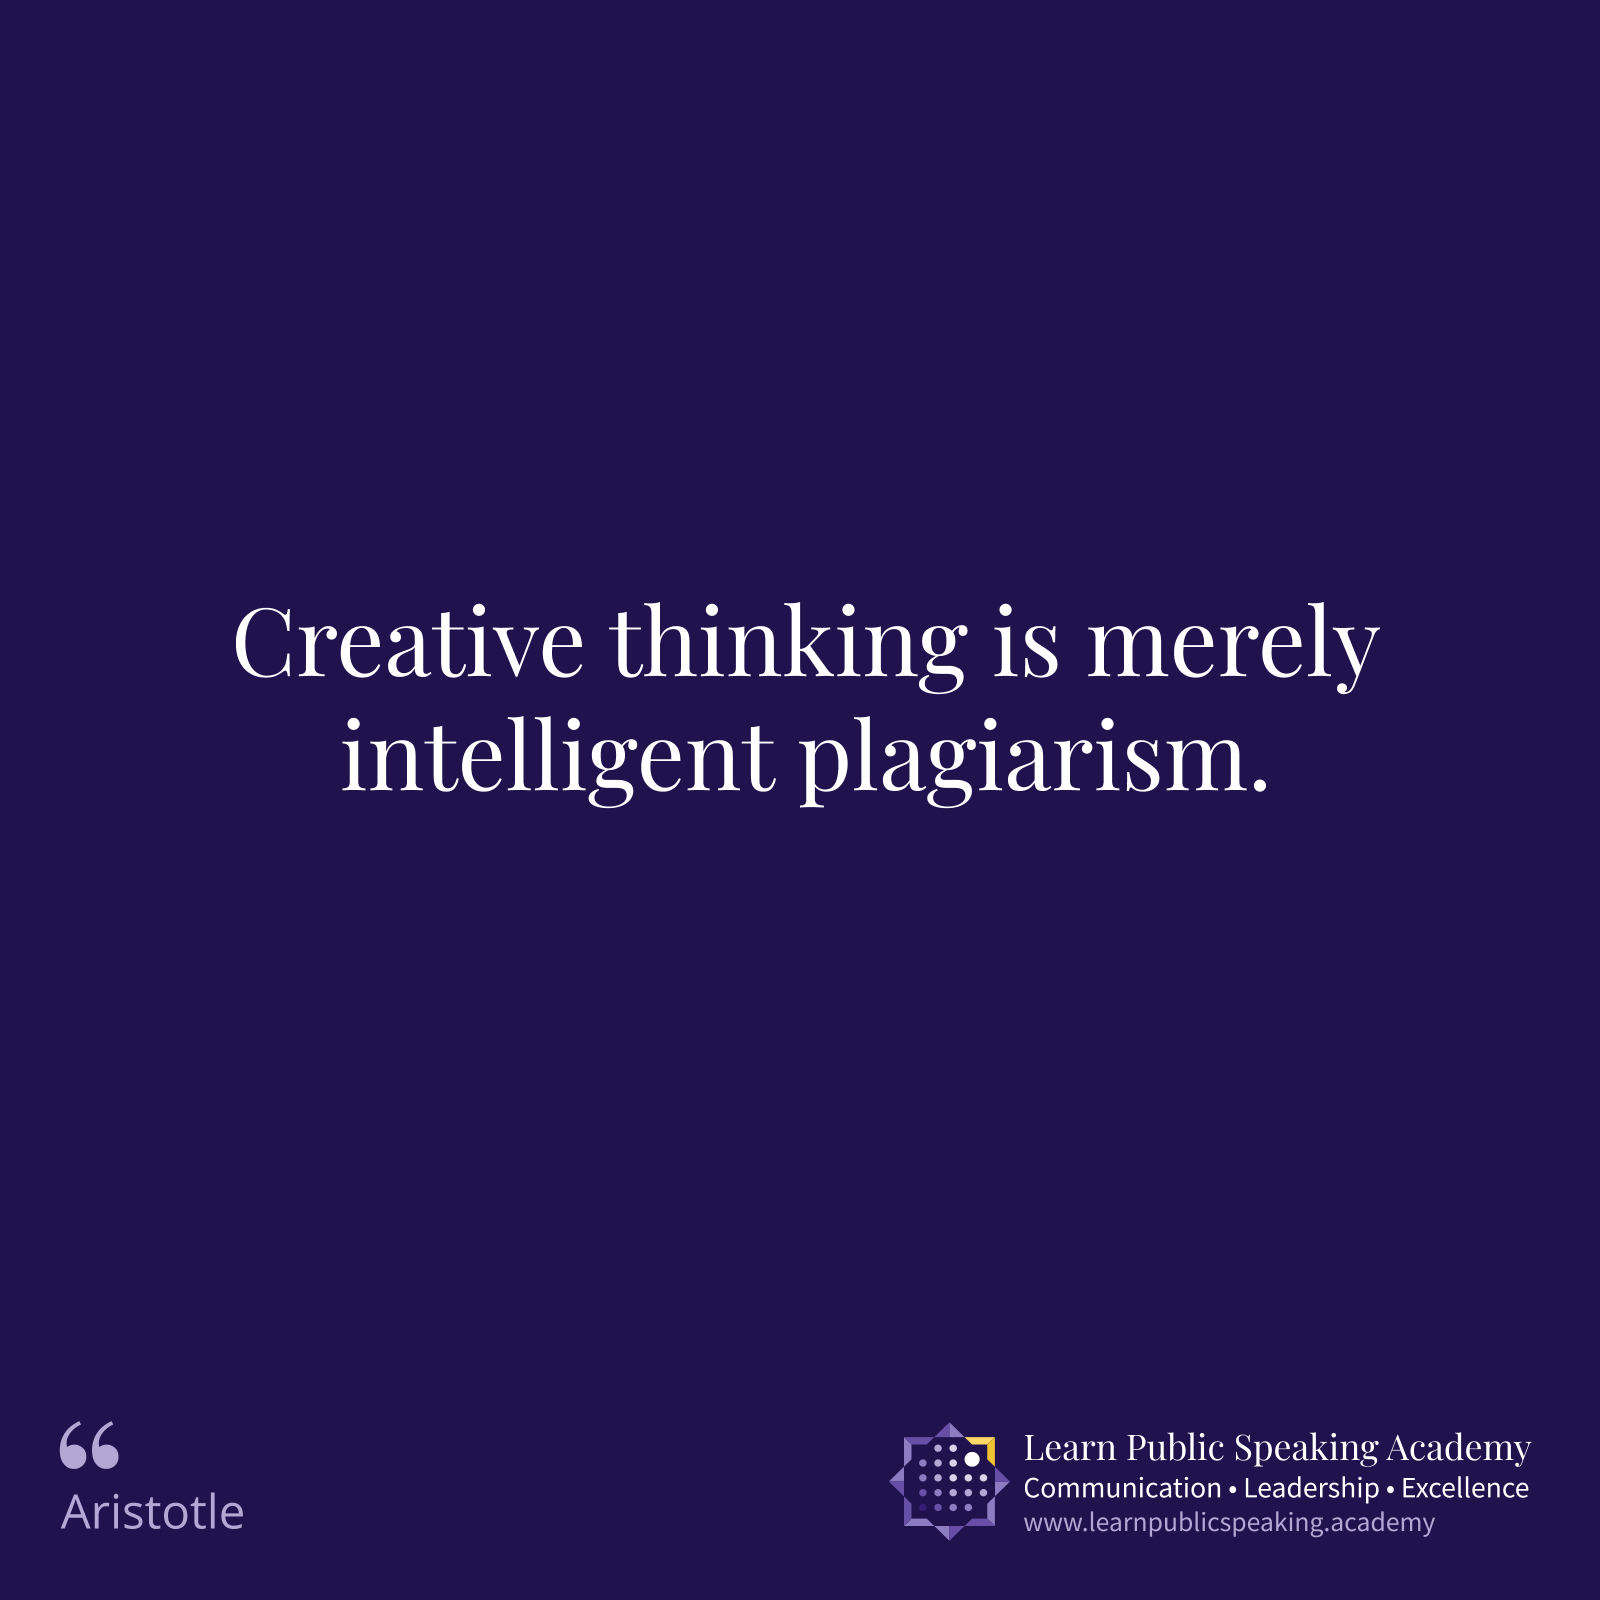 Creative thinking is merely
intelligent plagiarism.
“
Aristotle
Learn Public Speaking Academy
Communication • Leadership • Excellence
www.learnpublicspeaking.academy